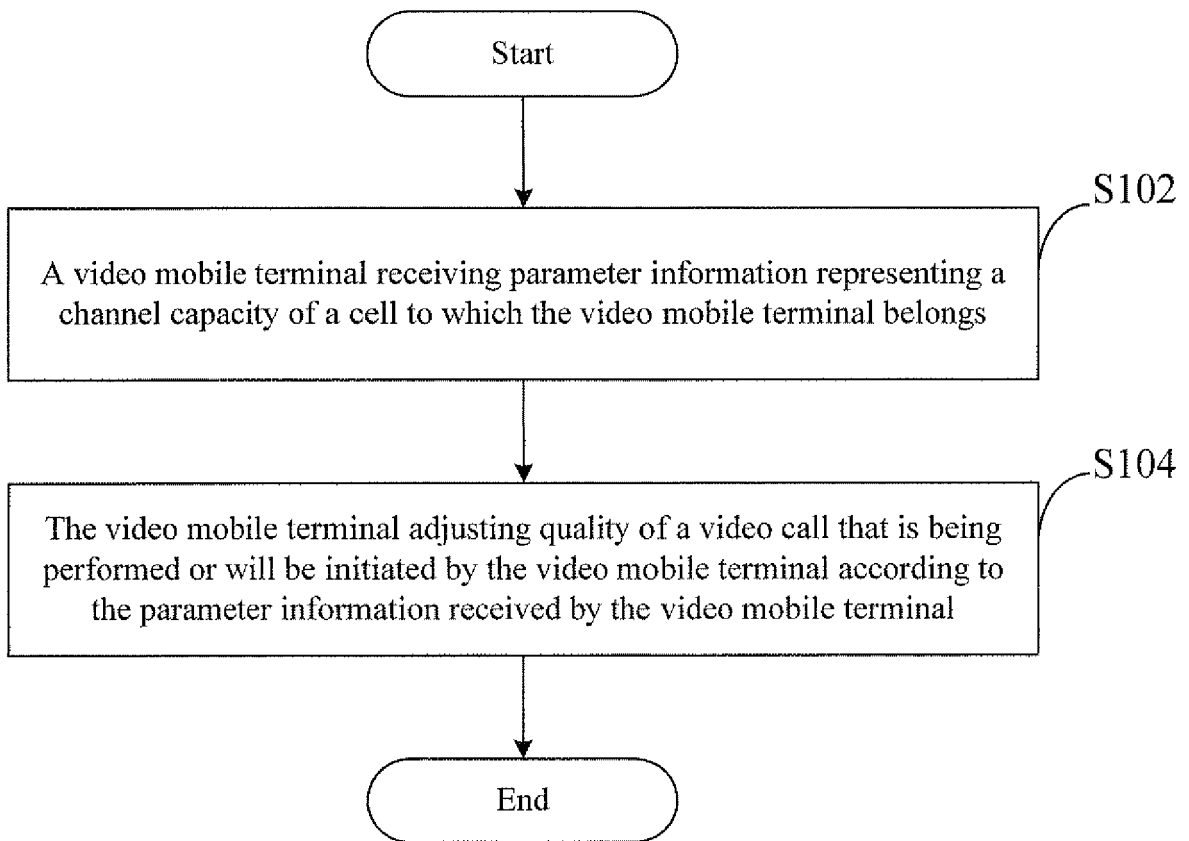 Start
S102
A video mobile terminal receiving parameter information representing a
channel capacity of a cell to which the video mobile terminal belongs
S104
The video mobile terminal adjusting quality of a video call that is being
performed or will be initiated by the video mobile terminal according to
the parameter information received by the video mobile terminal
End